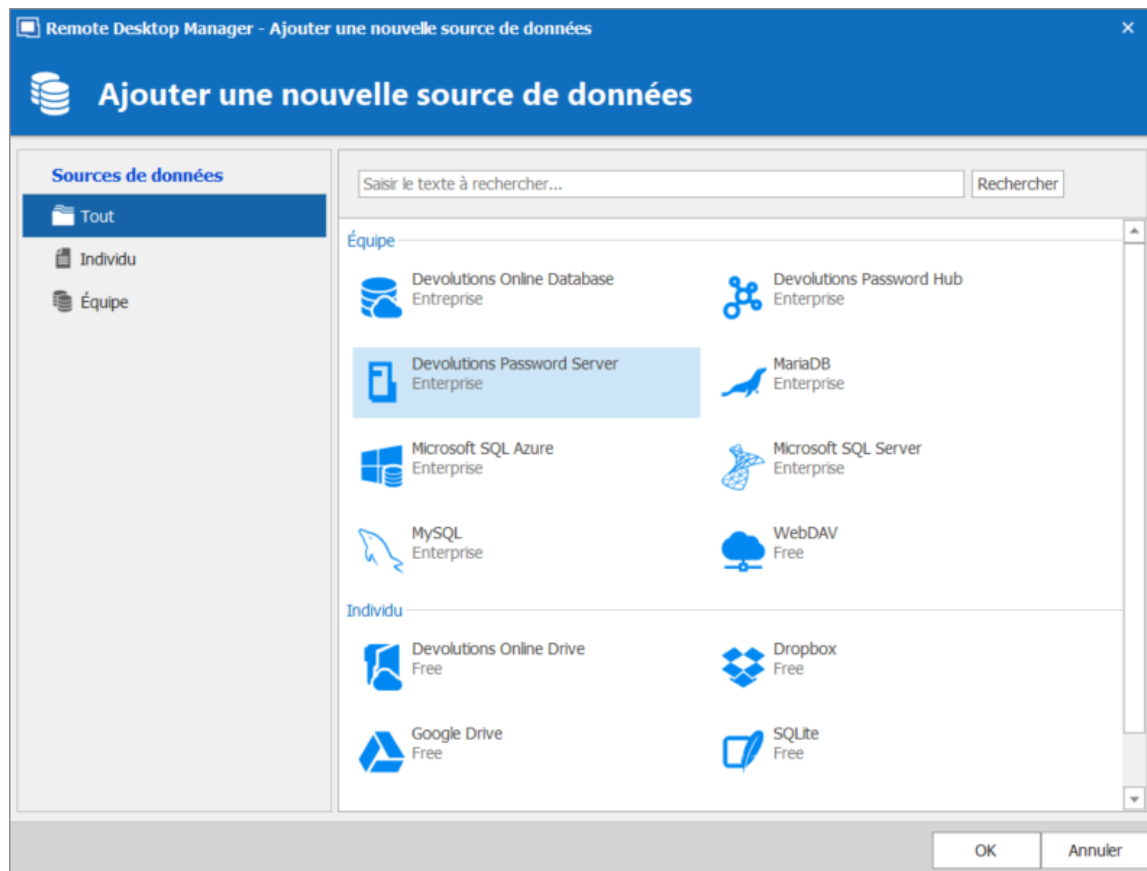 Remote Desktop Manager - Ajouter une nouvelle source de données
Ajouter une nouvelle source de données
Sources de données
Tout
Individu
Équipe
Saisir le texte à rechercher...
Rechercher
Équipe
Devolutions Online Database
Entreprise
Devolutions Password Hub
Enterprise
Devolutions Password Server
Enterprise
MariaDB
Enterprise
Microsoft SQL Azure
Enterprise
Microsoft SQL Server
Enterprise
MySQL
Enterprise
WebDAV
Free
Individu
Devolutions Online Drive
Free
Dropbox
Free
Google Drive
Free
SQLite
Free
OK
Annuler